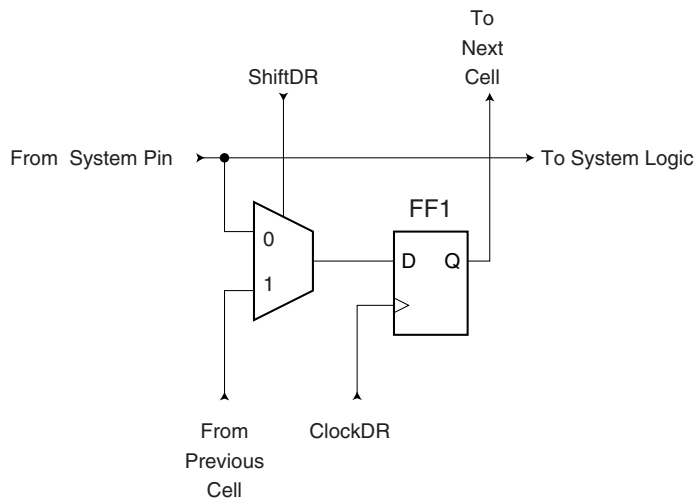 To
Next
Cell
ShiftDR
From System Pin
To System Logic
FF1
0
D Q
1
From
Previous
Cell
ClockDR